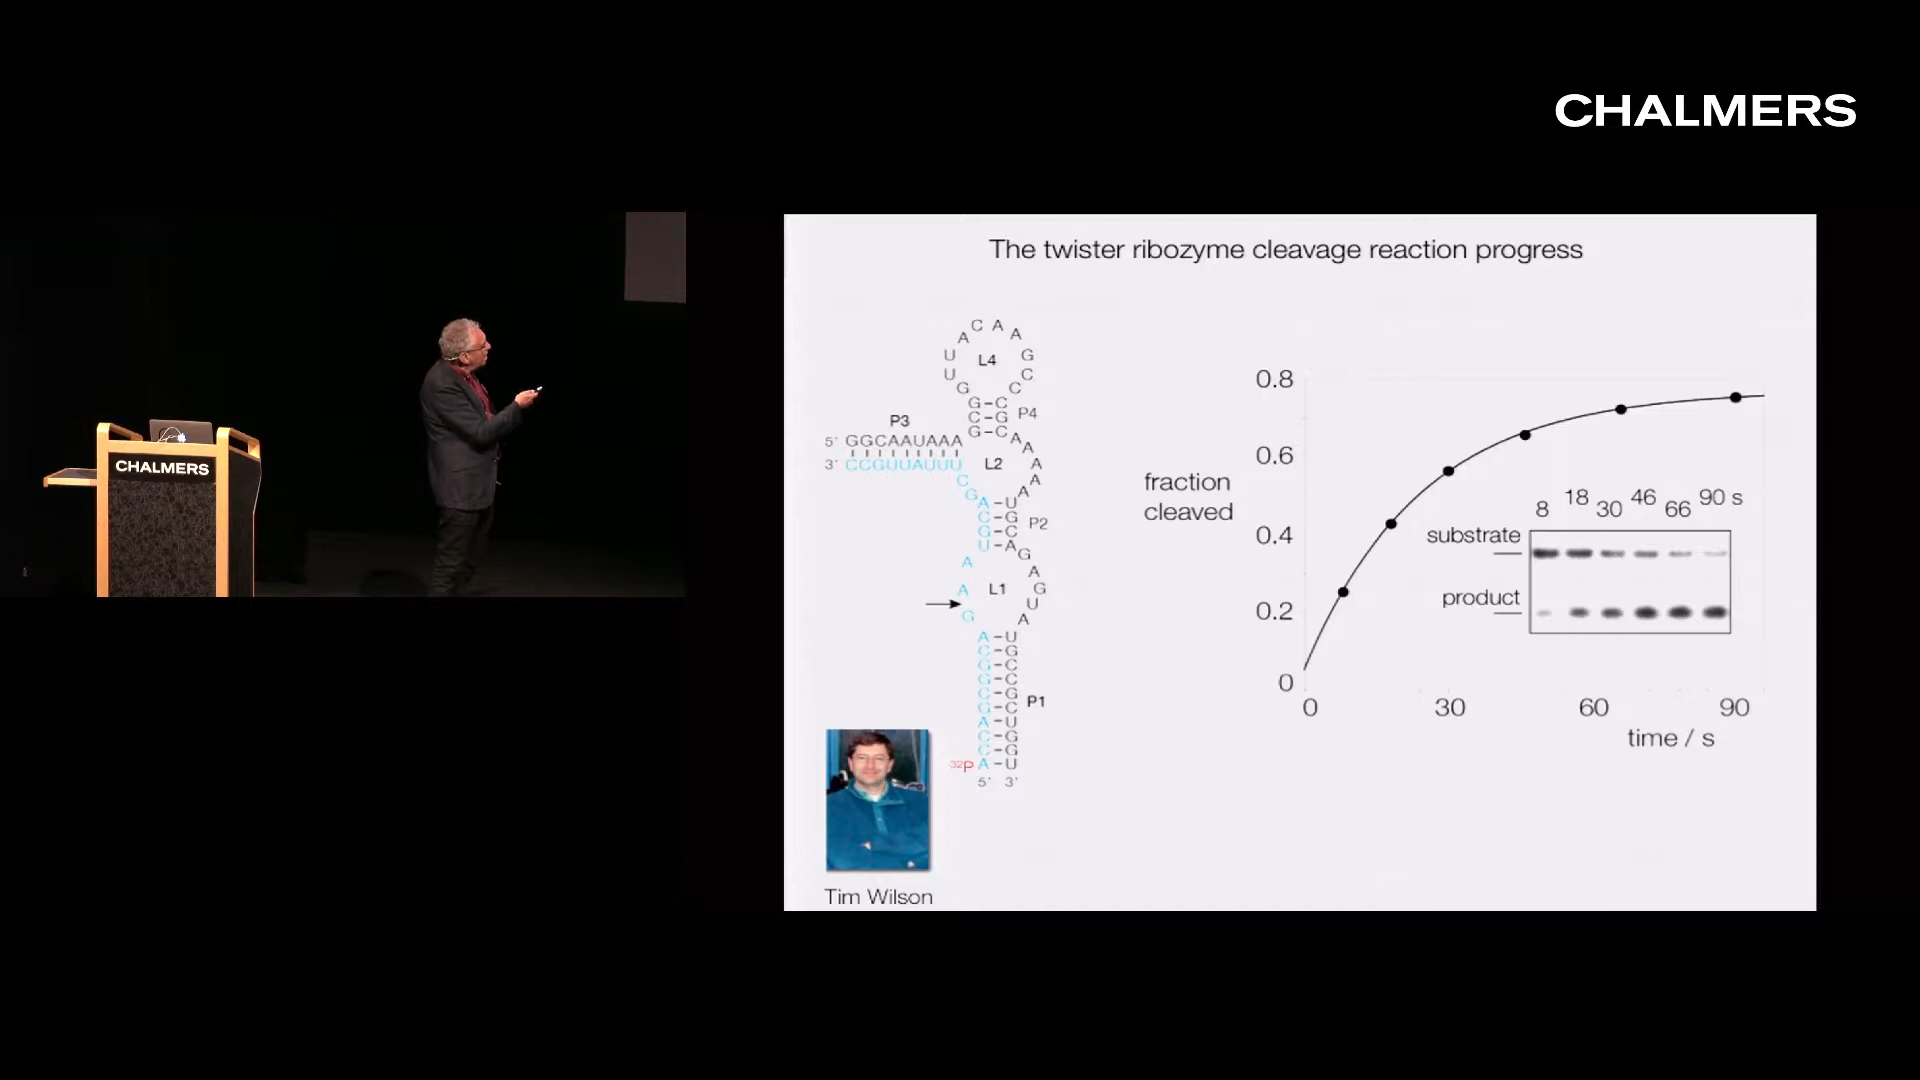 CHALMERS
CHALMERS
The twister ribozyme cleavage reaction progress
C A A
A A
U L4 G
U C
G C
G-C
C-G P4
G-C
P3
5' GGCAAUAAA
3' CCGUUAUUU
L2
A
A
A
A
A
C
G
A-U
C-G
G-C
U-A
P2
A
A
G
L1
G
A
G
U
A
A-U
C-G
G-C
G-C
C-G
G-C
A-U
C-G
C-G
A-U
P1
32P
5' 3'
Tim Wilson
fraction
cleaved
0.8
0.6
0.4
0.2
0
0 30 60 90
time / s
8 18 30 46 66 90 s
substrate
product